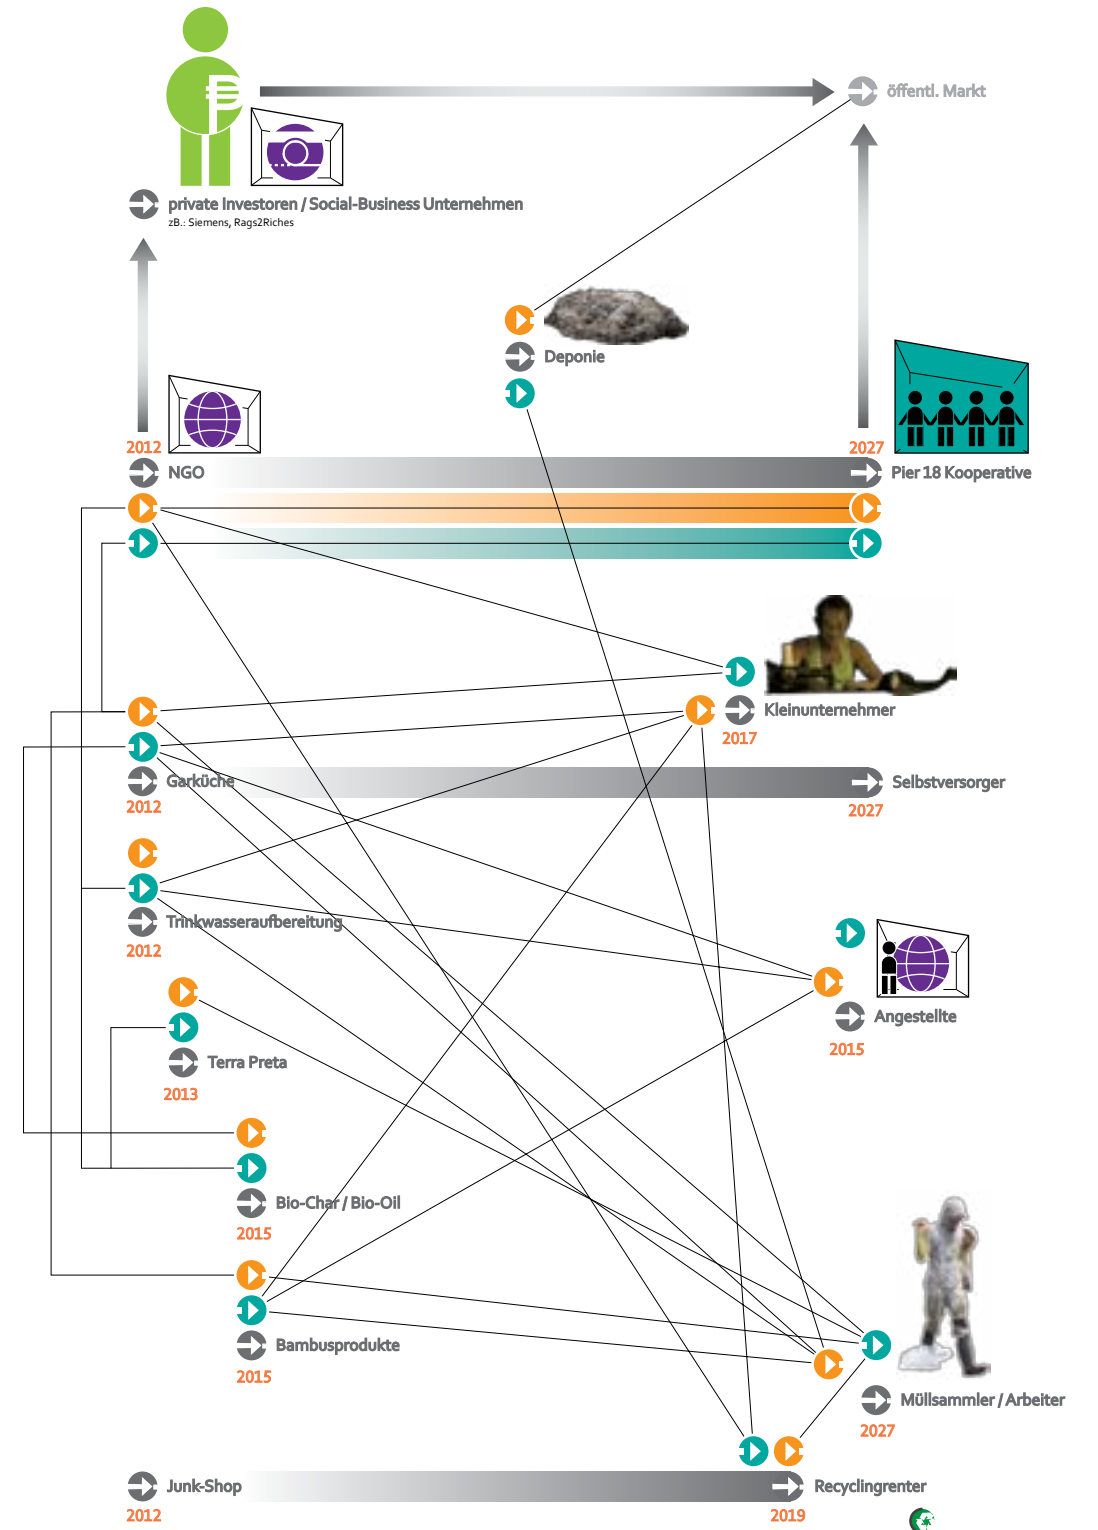 öffentl. Markt
private Investoren / Social-Business Unternehmen
zB.: Siemens, Rags2Riches
Deponie
2012
NGO
2027
Pier 18 Kooperative
Kleinunternehmer
2017
Garküche
2012
Selbstversorger
2027
Trinkwasseraufbereitung
2012
Angestellte
2015
Terra Preta
2013
Bio-Char / Bio-Oil
2015
Bambusprodukte
2015
Müllsammler / Arbeiter
2027
Junk-Shop
2012
Recyclingrenter
2019